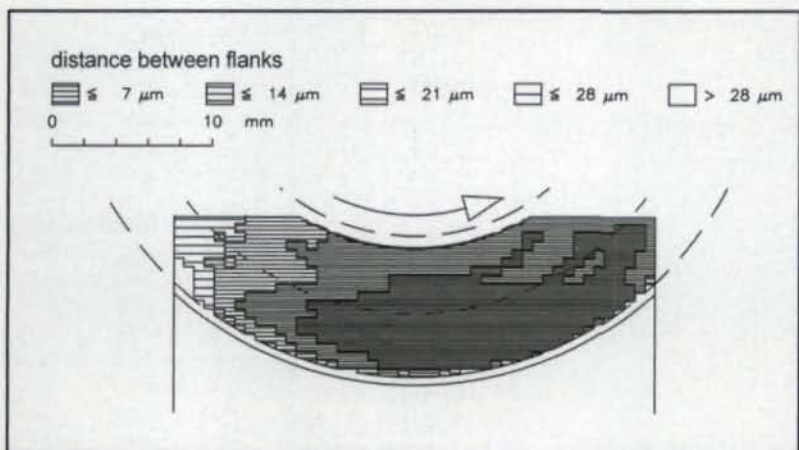 distance between flanks
≦ 7 μm ≦ 14 μm ≦ 21 μm ≦ 28 μm > 28 μm
0 10 mm